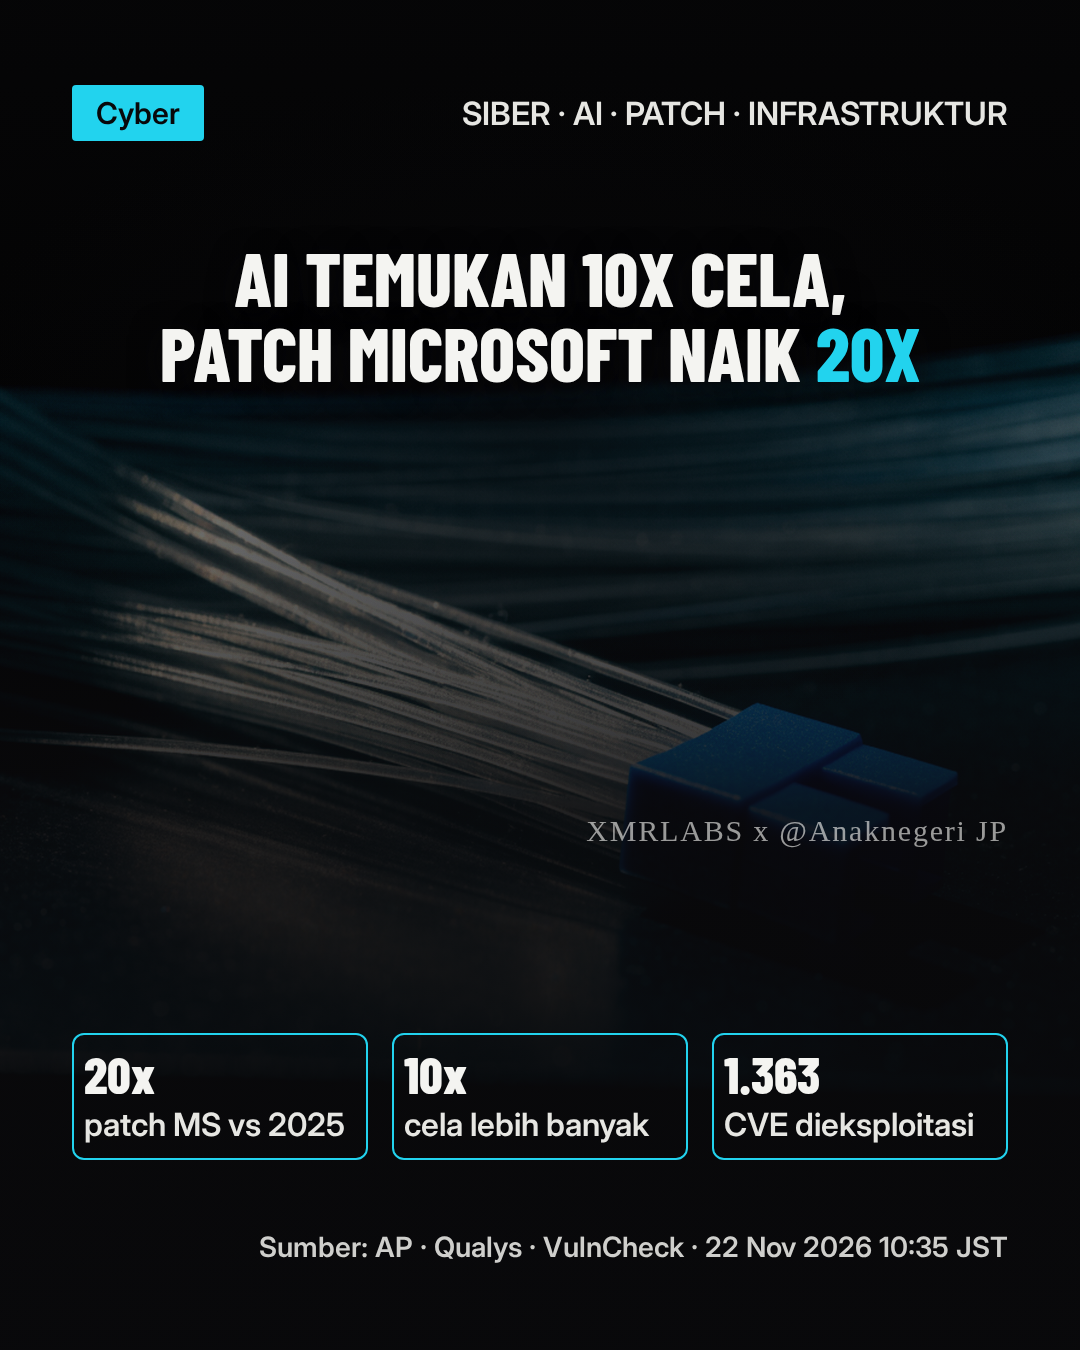 Cyber
SIBER · AI · PATCH · INFRASTRUKTUR
AI TEMUKAN 10X CELA,
PATCH MICROSOFT NAIK 20X
XMRLABS x @Anaknegeri JP
20x
patch MS vs 2025
10x
cela lebih banyak
1.363
CVE dieksploitasi
Sumber: AP · Qualys · VulnCheck · 22 Nov 2026 10:35 JST